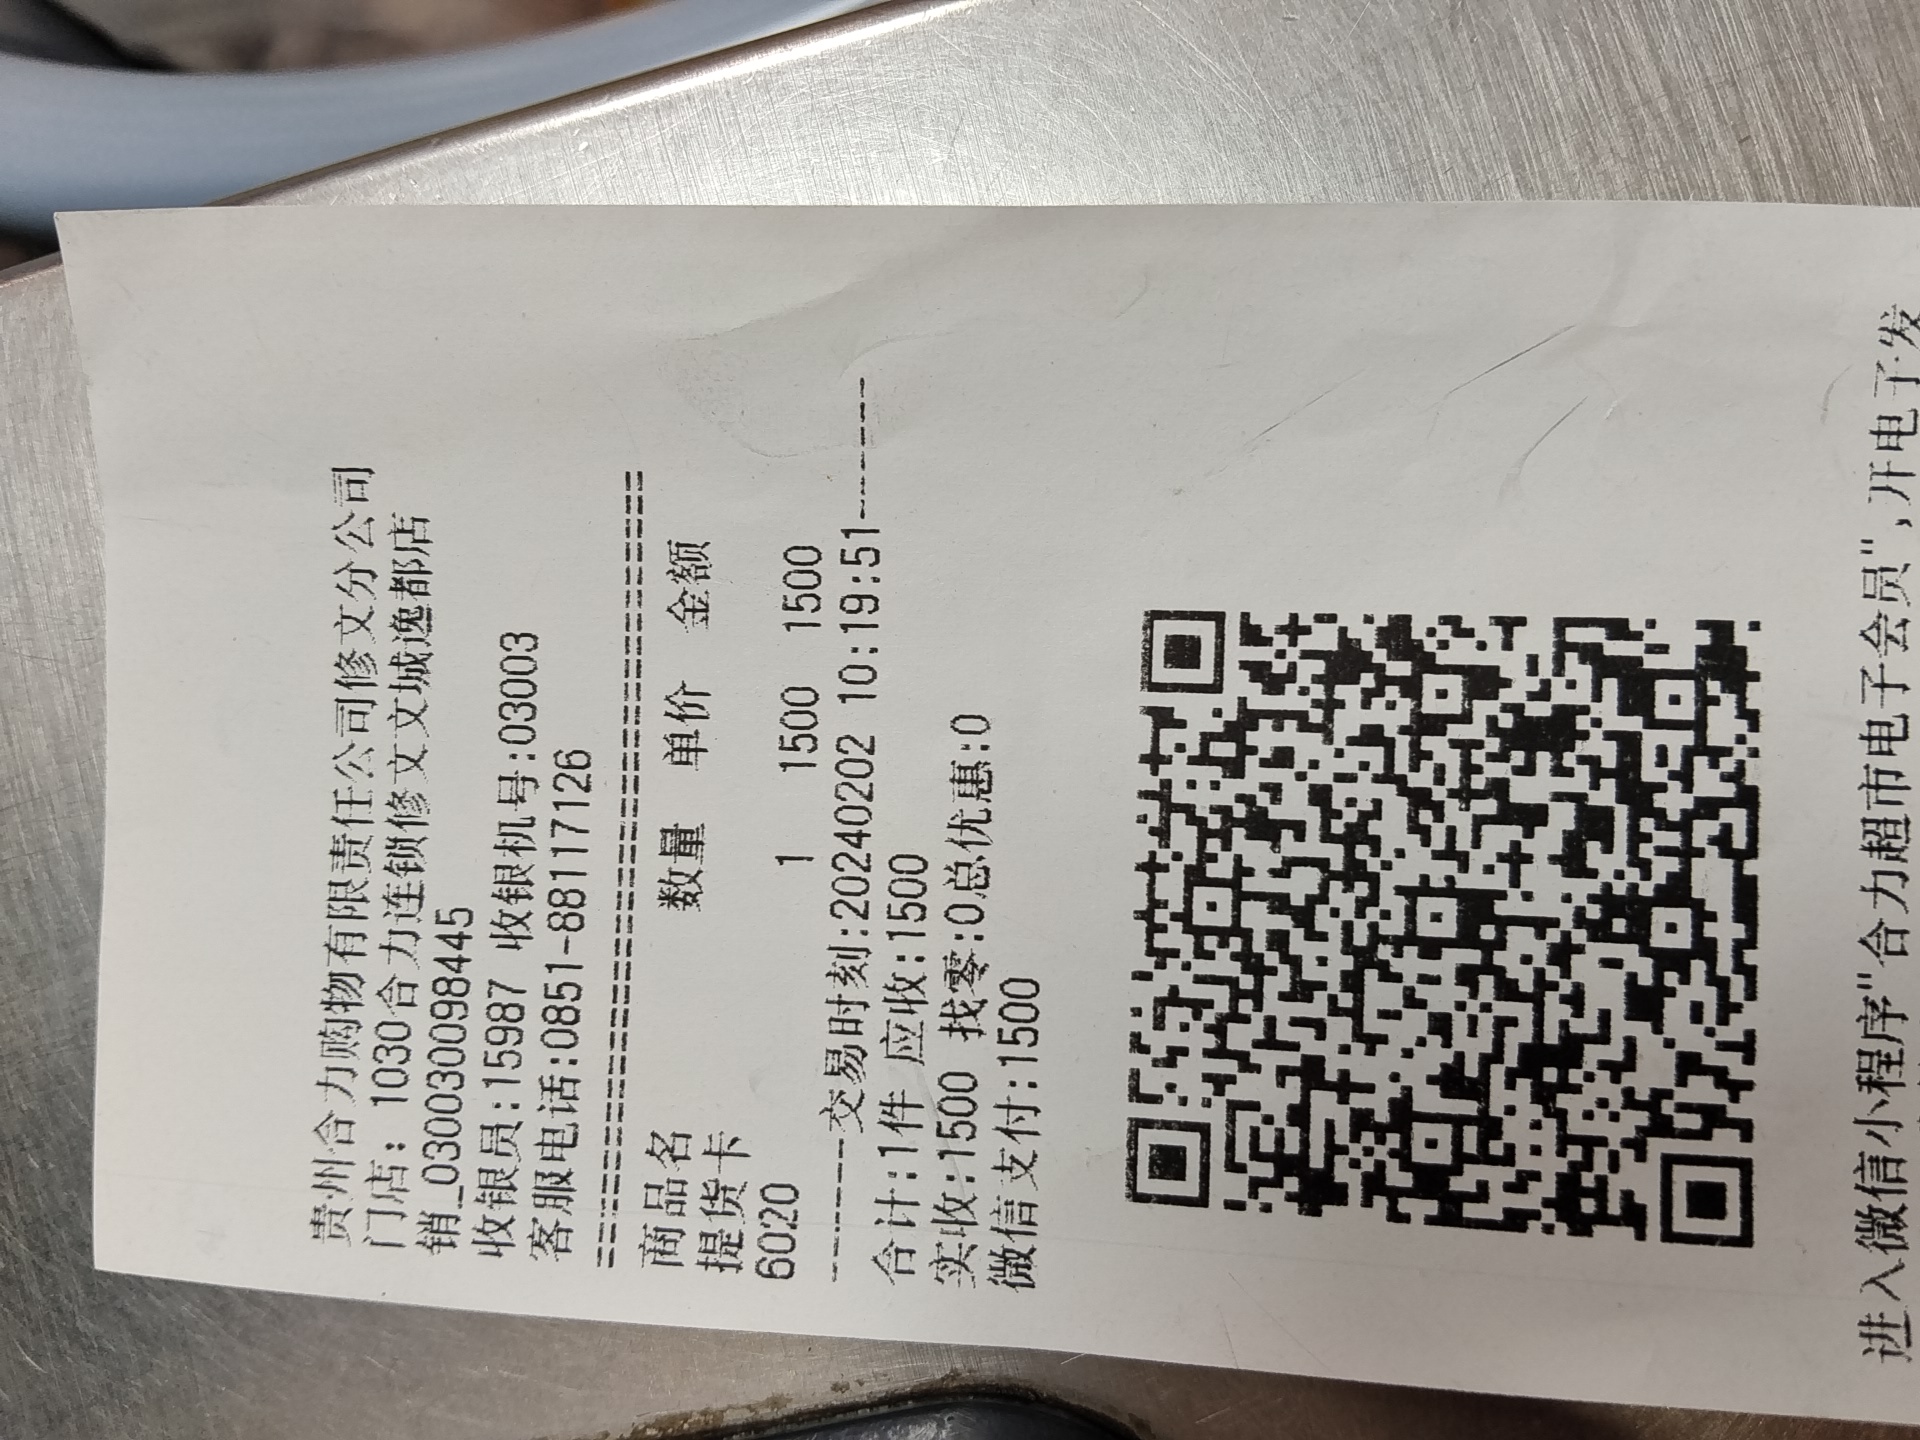 贵州合力购物有限责任公司修文分公司
门店: 1030合力连锁修文文城逸都店
销_030030098445
收银员:15987 收银机号:03003
客服电话:0851-88117126
==========================================
商品名 数量 单价 金额
提货卡
6020 1 1500 1500
--------交易时刻:20240202 10:19:51--------
合计:1件 应收:1500
实收:1500 找零:0总优惠:0
微信支付:1500
进入微信小程序"合力超市电子会员",开电子发